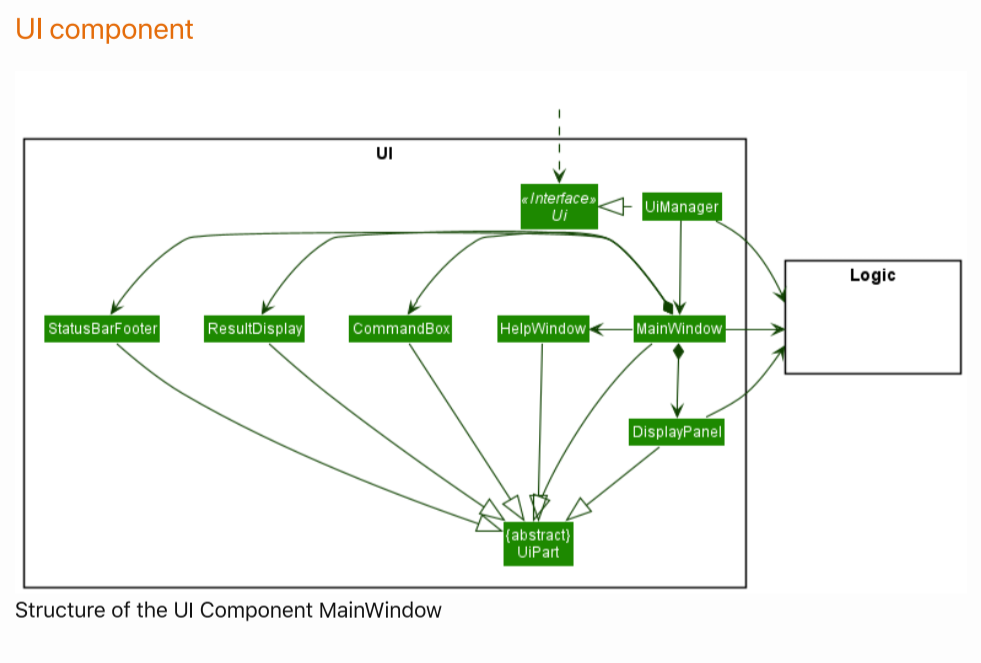 UI component
UI
«Interface»
Ui
UiManager
Logic
StatusBarFooter
ResultDisplay
CommandBox
HelpWindow
MainWindow
DisplayPanel
{abstract}
UiPart
Structure of the UI Component MainWindow